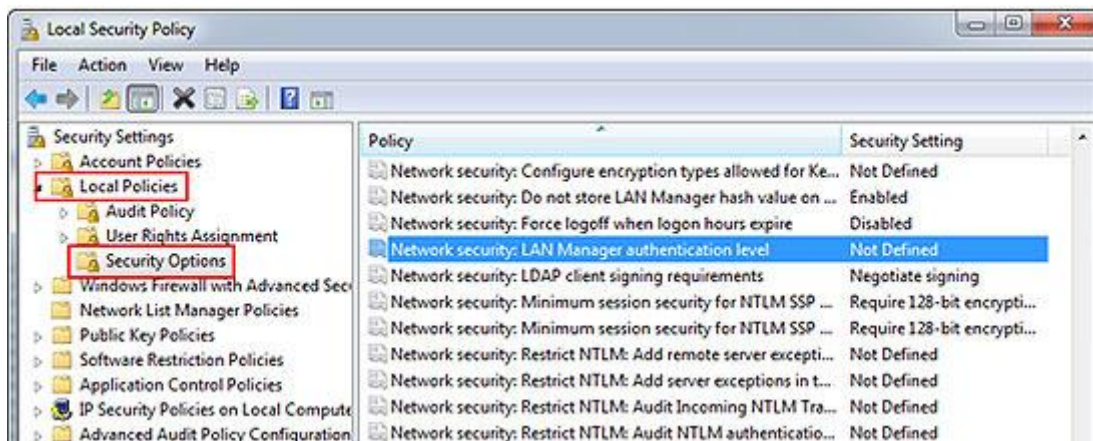 Local Security Policy
File Action View Help
Security Settings
Account Policies
Local Policies
Audit Policy
User Rights Assignment
Security Options
Windows Firewall with Advanced Secu
Network List Manager Policies
Public Key Policies
Software Restriction Policies
Application Control Policies
IP Security Policies on Local Compute
Advanced Audit Policy Configuration
Policy Security Setting
Network security: Configure encryption types allowed for Ke... Not Defined
Network security: Do not store LAN Manager hash value on ... Enabled
Network security: Force logoff when logon hours expire Disabled
Network security: LAN Manager authentication level Not Defined
Network security: LDAP client signing requirements Negotiate signing
Network security: Minimum session security for NTLM SSP ... Require 128-bit encrypti...
Network security: Minimum session security for NTLM SSP ... Require 128-bit encrypti...
Network security: Restrict NTLM: Add remote server excepti... Not Defined
Network security: Restrict NTLM: Add server exceptions in t... Not Defined
Network security: Restrict NTLM: Audit Incoming NTLM Tra... Not Defined
Network security: Restrict NTLM: Audit NTLM authenticatio... Not Defined